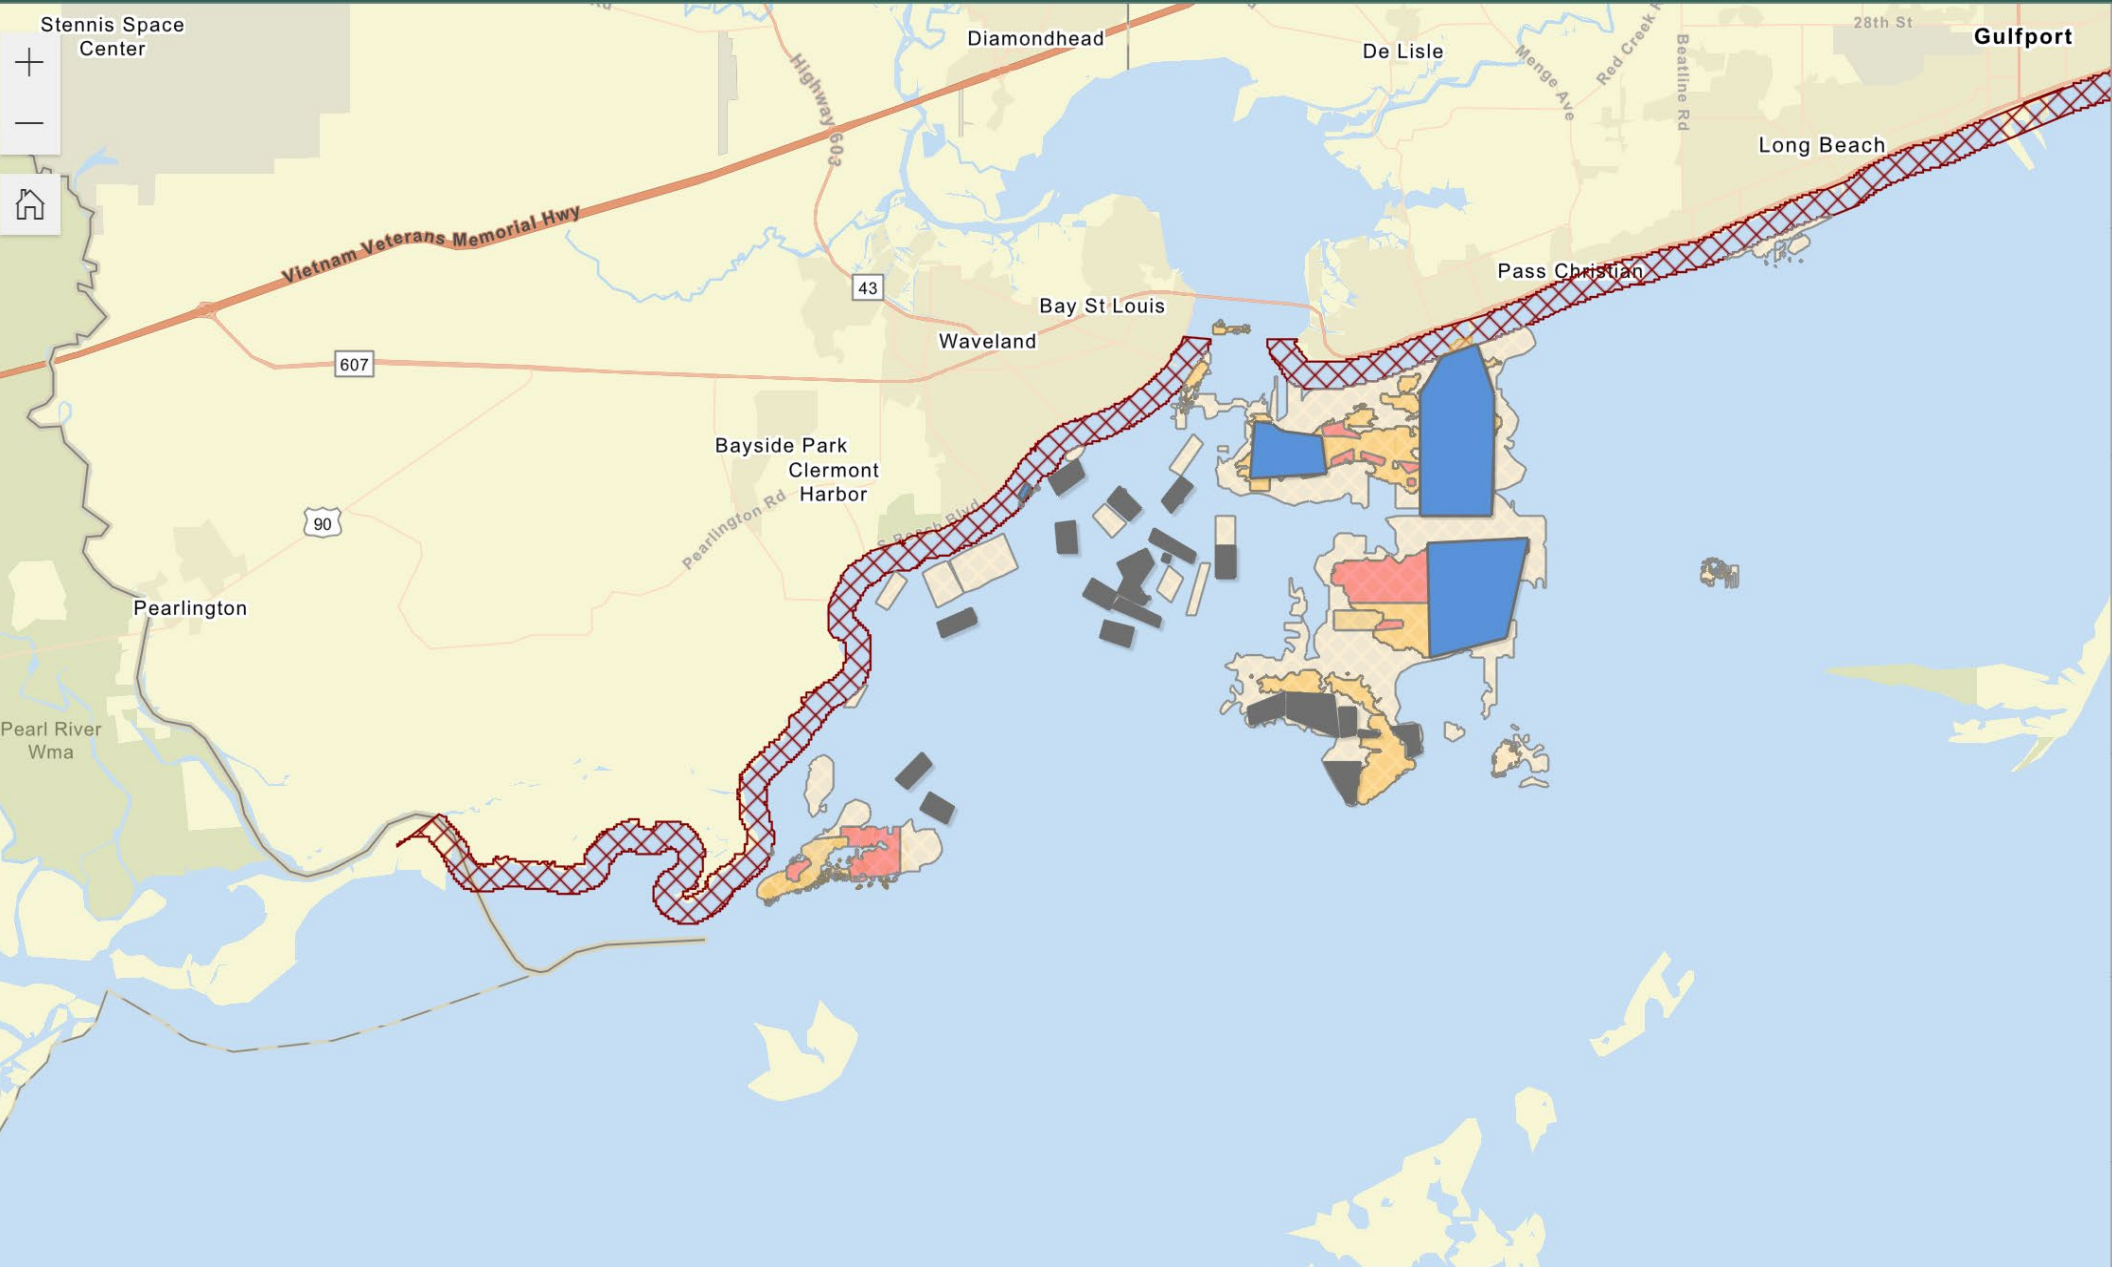 Stennis Space
Center
+
−
Diamondhead
De Lisle
28th St
Gulfport
Highway 603
Menge Ave
Red Creek
Beatline Rd
Long Beach
Vietnam Veterans Memorial Hwy
43
Bay St Louis
Pass Christian
Waveland
607
Bayside Park
Clermont
Harbor
90
Pearlington Rd
S Beach Blvd
Pearlington
Pearl River
Wma